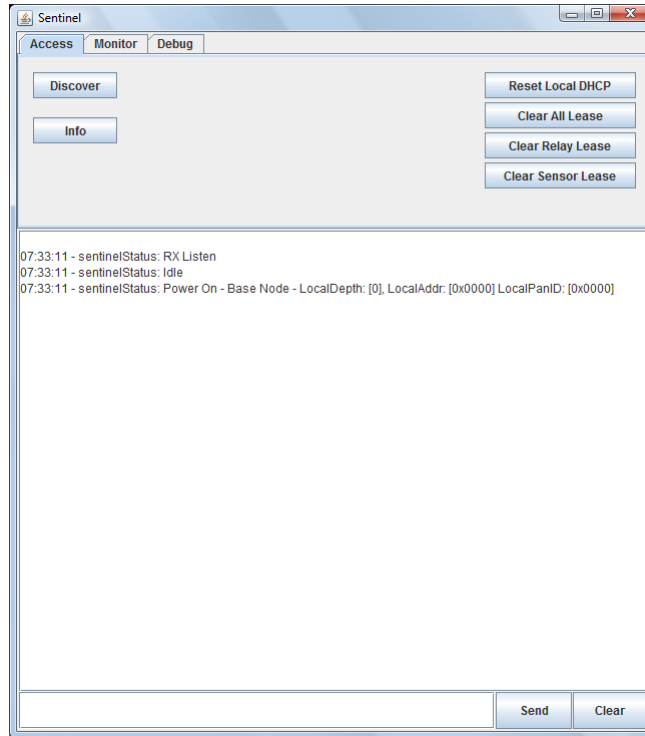 Sentinel
Access Monitor Debug
Discover
Info
Reset Local DHCP
Clear All Lease
Clear Relay Lease
Clear Sensor Lease
07:33:11 - sentinelStatus: RX Listen
07:33:11 - sentinelStatus: Idle
07:33:11 - sentinelStatus: Power On - Base Node - LocalDepth: [0], LocalAddr: [0x0000] LocalPanID: [0x0000]
Send Clear